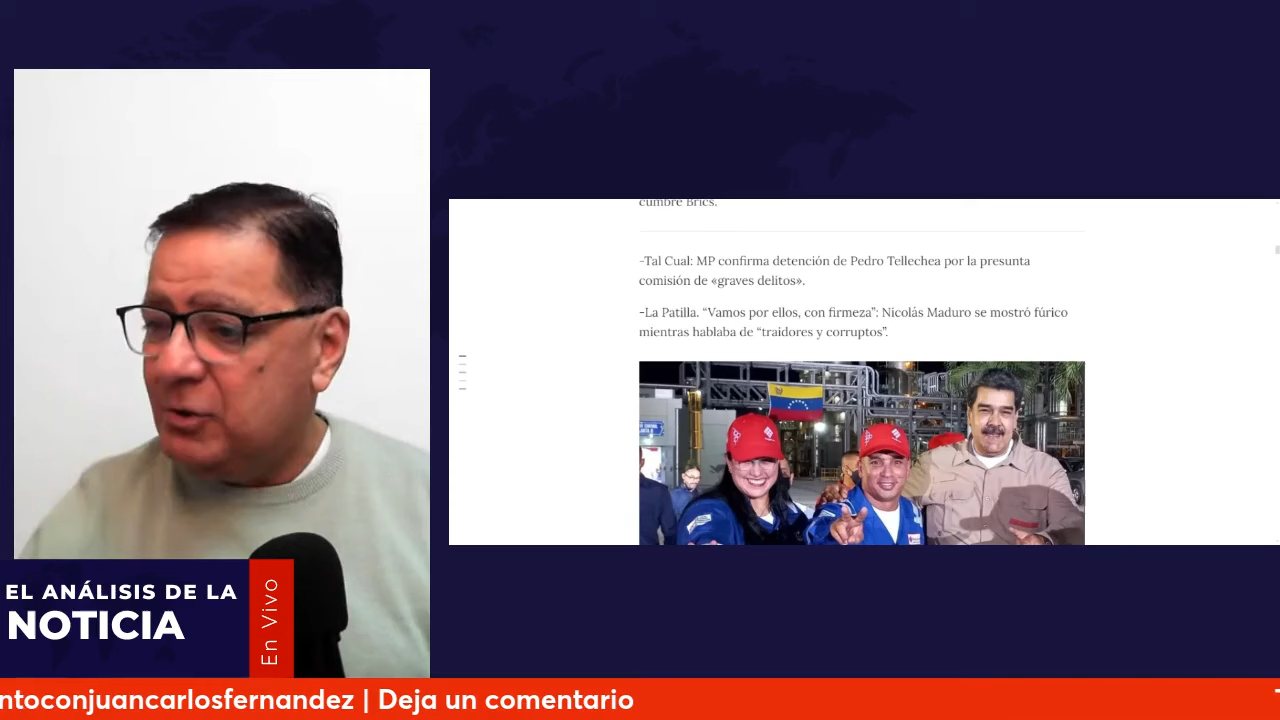 cumbre Brics.
-Tal Cual: MP confirma detención de Pedro Tellechea por la presunta
comisión de «graves delitos».
-La Patilla. “Vamos por ellos, con firmeza”: Nicolás Maduro se mostró fúrico
mientras hablaba de “traidores y corruptos”.
EL ANÁLISIS DE LA
NOTICIA
En Vivo
ntoconjuancarlosfernandez | Deja un comentario